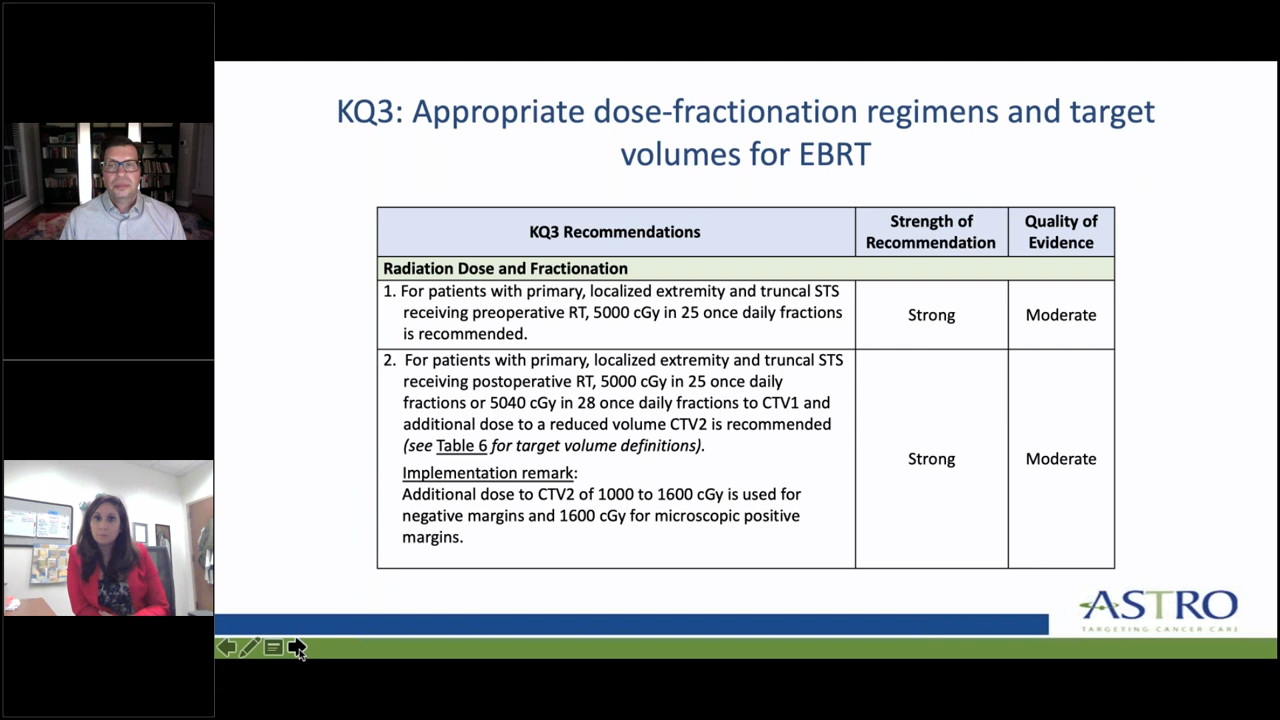 KQ3: Appropriate dose-fractionation regimens and target
volumes for EBRT
KQ3 Recommendations
Strength of
Recommendation
Quality of
Evidence
Radiation Dose and Fractionation
1. For patients with primary, localized extremity and truncal STS
receiving preoperative RT, 5000 cGy in 25 once daily fractions
is recommended.
Strong
Moderate
2. For patients with primary, localized extremity and truncal STS
receiving postoperative RT, 5000 cGy in 25 once daily
fractions or 5040 cGy in 28 once daily fractions to CTV1 and
additional dose to a reduced volume CTV2 is recommended
(see Table 6 for target volume definitions).
Implementation remark:
Additional dose to CTV2 of 1000 to 1600 cGy is used for
negative margins and 1600 cGy for microscopic positive
margins.
Strong
Moderate
ASTRO
TARGETING CANCER CARE